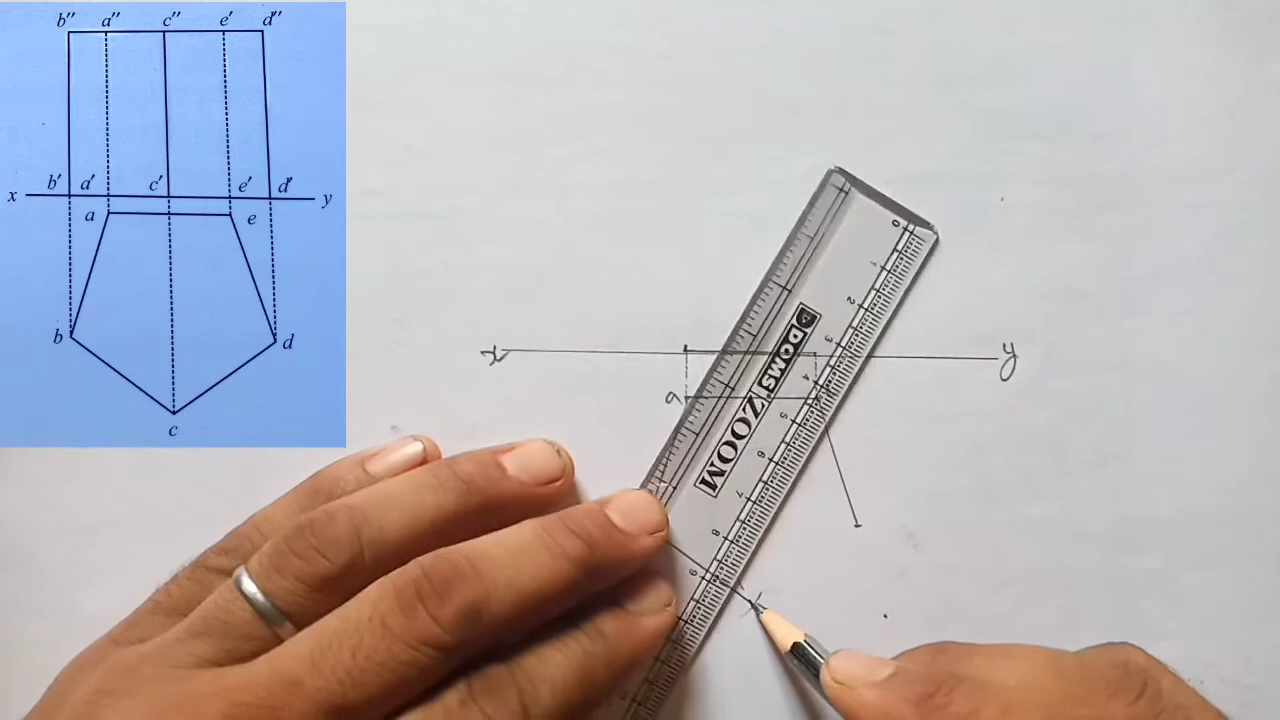 b″ a″ c″ e′ d″
x b′ a′ c′ e′ d′ y
a e
b d
c
x y
a
DOMS ZOOM
0 1 2 3 4 5 6 7 8 9